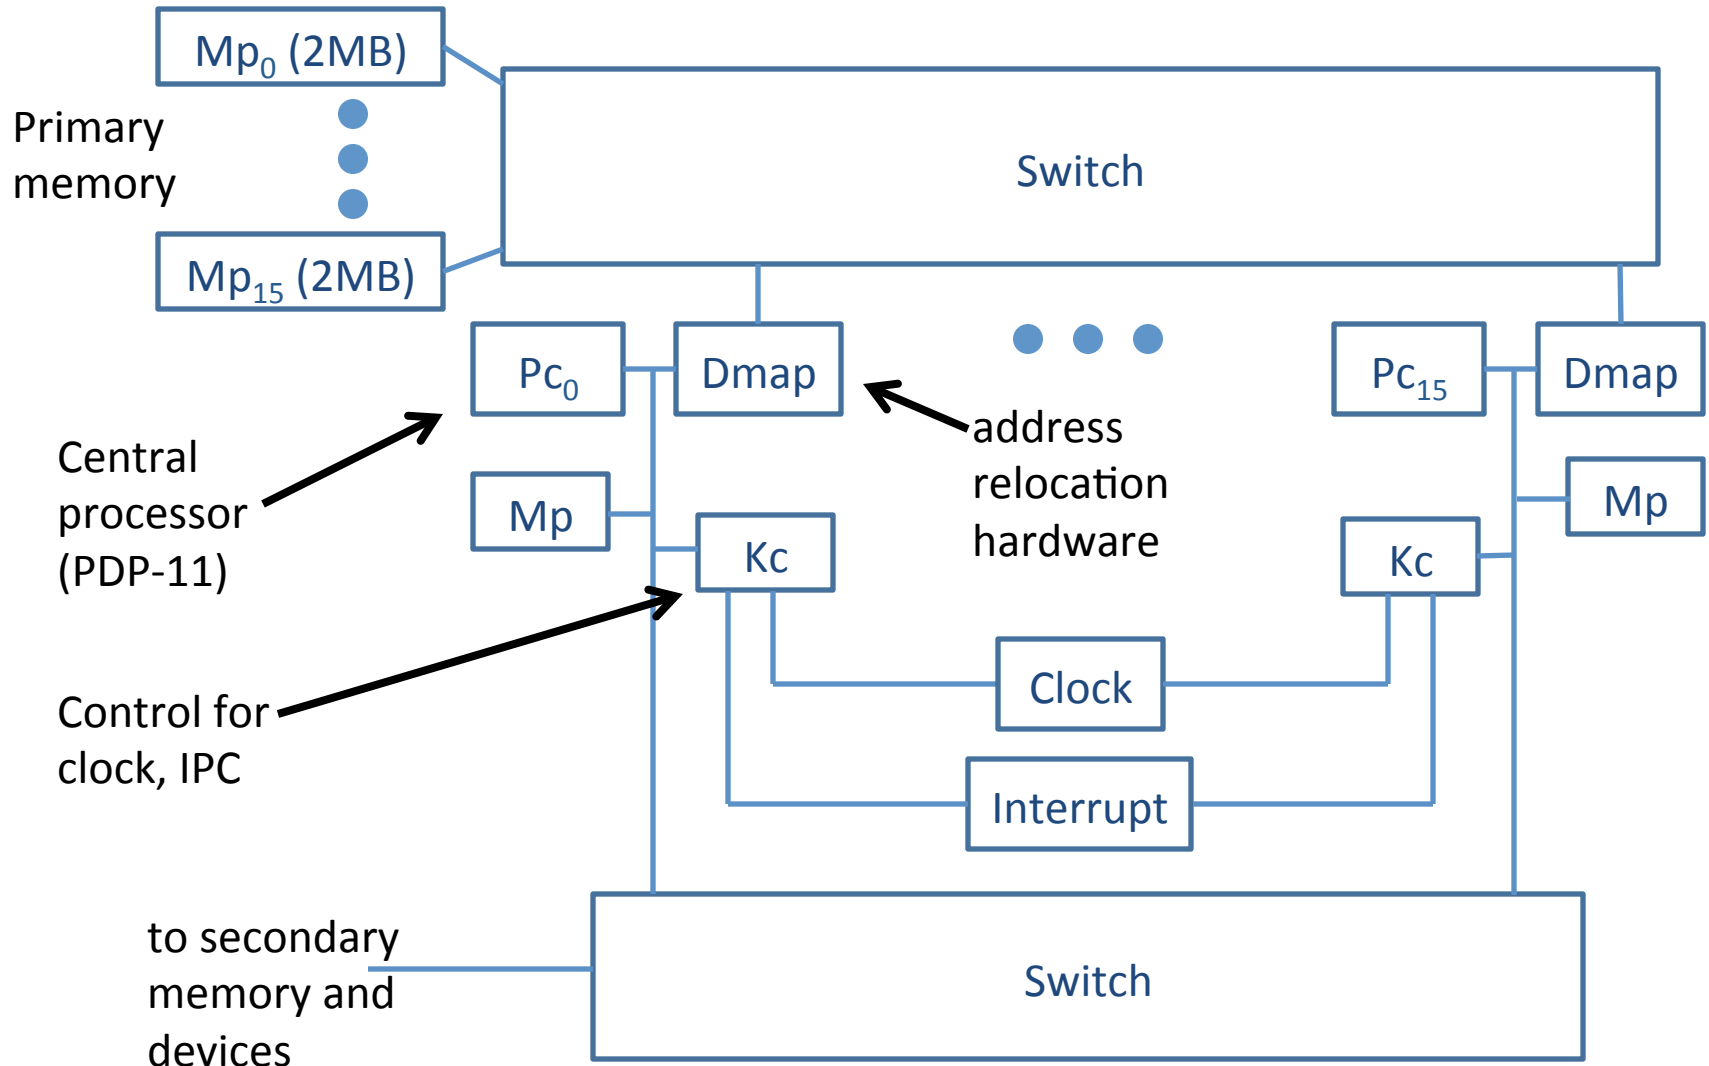 Mp0 (2MB)
Primary
memory
Switch
Mp15 (2MB)
Pc0
Dmap
Pc15
Dmap
address
relocation
hardware
Central
processor
(PDP-11)
Mp
Kc
Kc
Mp
Clock
Control for
clock, IPC
Interrupt
to secondary
memory and
devices
Switch